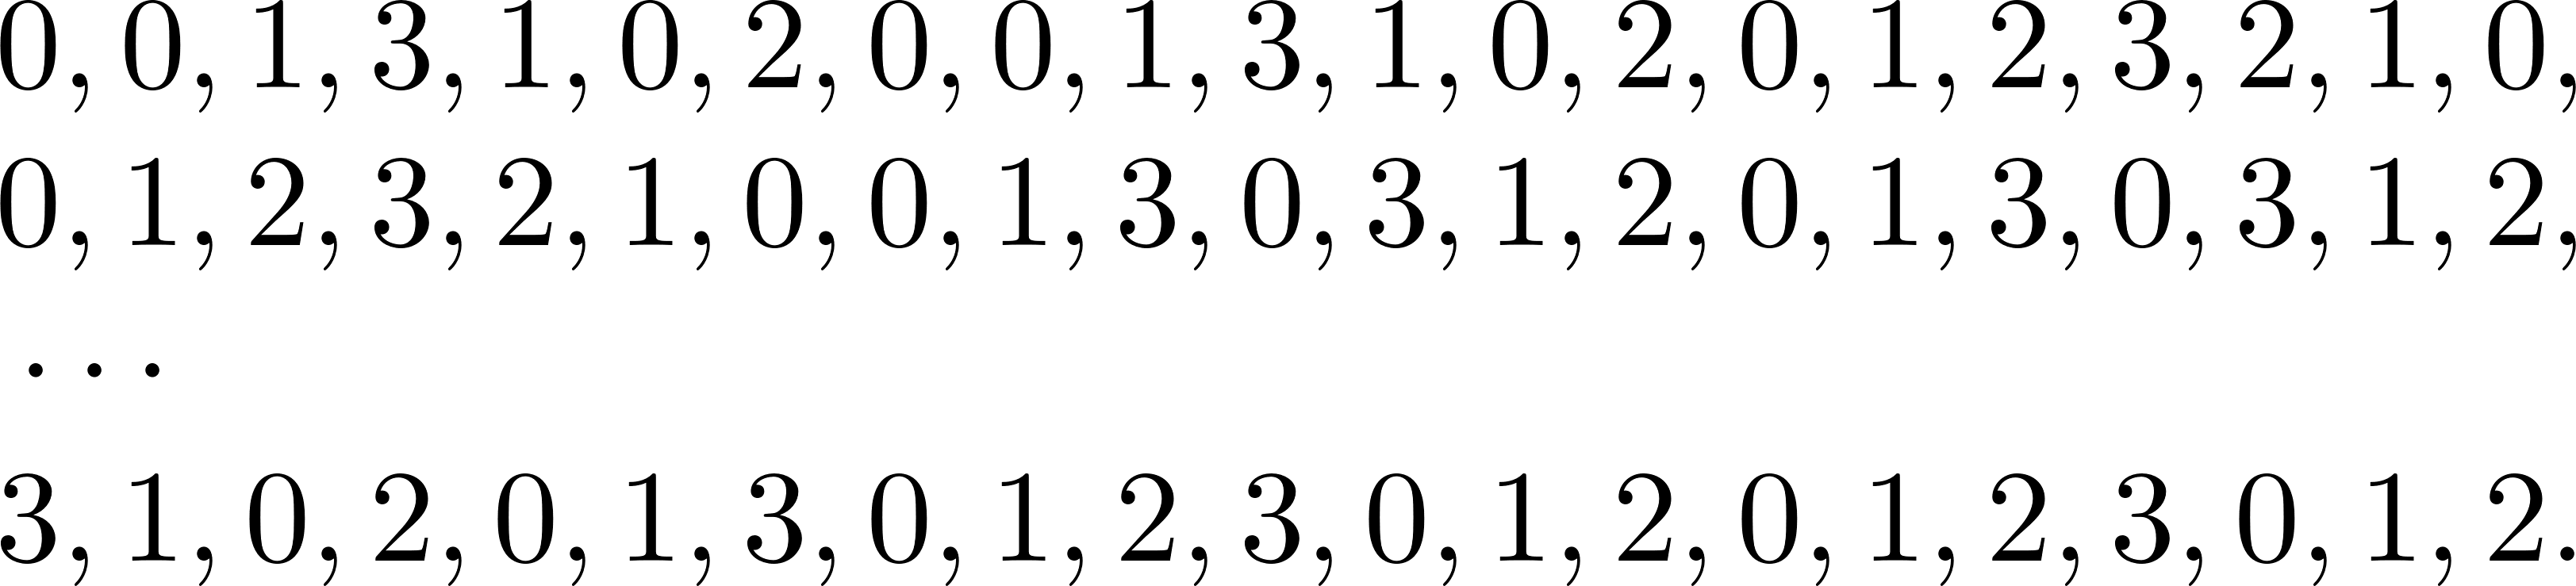 0, 0, 1, 3, 1, 0, 2, 0, 0, 1, 3, 1, 0, 2, 0, 1, 2, 3, 2, 1, 0,
0, 1, 2, 3, 2, 1, 0, 0, 1, 3, 0, 3, 1, 2, 0, 1, 3, 0, 3, 1, 2,
· · ·
3, 1, 0, 2, 0, 1, 3, 0, 1, 2, 3, 0, 1, 2, 0, 1, 2, 3, 0, 1, 2.